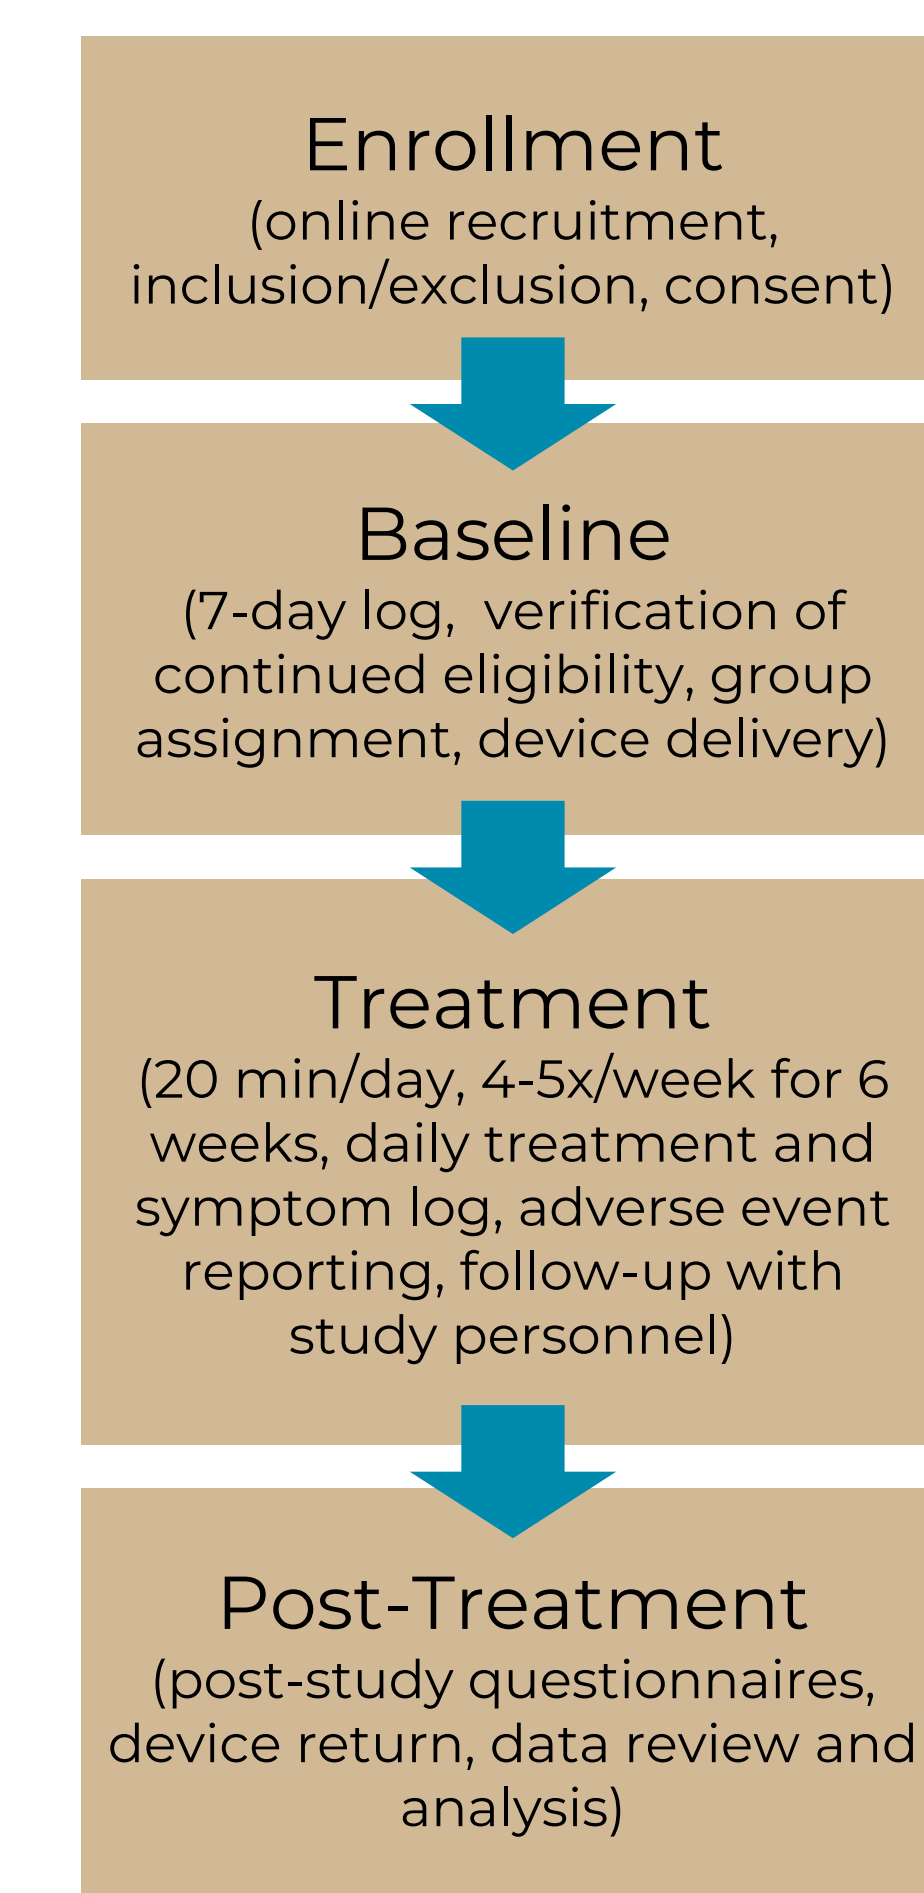 Enrollment
(online recruitment,
inclusion/exclusion, consent)
Baseline
(7-day log,  verification of
continued eligibility, group
assignment, device delivery)
Treatment
(20 min/day, 4-5x/week for 6
weeks, daily treatment and
symptom log, adverse event
reporting, follow-up with
study personnel)
Post-Treatment
(post-study questionnaires,
device return, data review and
analysis)